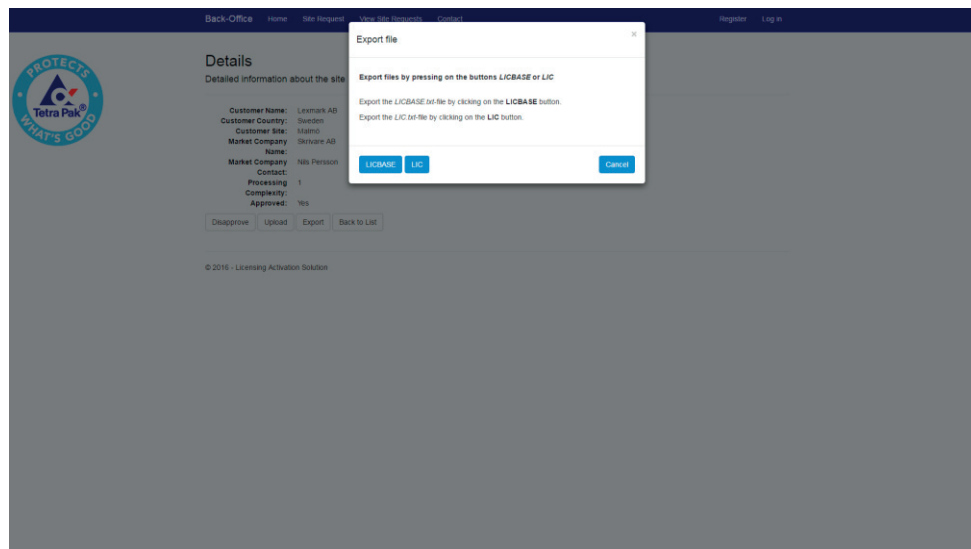 Back-Office Home Site Request View Site Requests Contact Register Log in
PROTECTS
Tetra Pak®
WHAT'S GOOD
Export file ×
Export files by pressing on the buttons LICBASE or LIC
Export the LICBASE.txt-file by clicking on the LICBASE button.
Export the LIC.txt-file by clicking on the LIC button.
LICBASE LIC Cancel
Details
Detailed information about the site
Customer Name: Lexmark AB
Customer Country: Sweden
Customer Site: Malmö
Market Company Skrivare AB
Name:
Market Company Nils Persson
Contact:
Processing 1
Complexity:
Approved: Yes
Disapprove Upload Export Back to List
© 2016 - Licensing Activation Solution